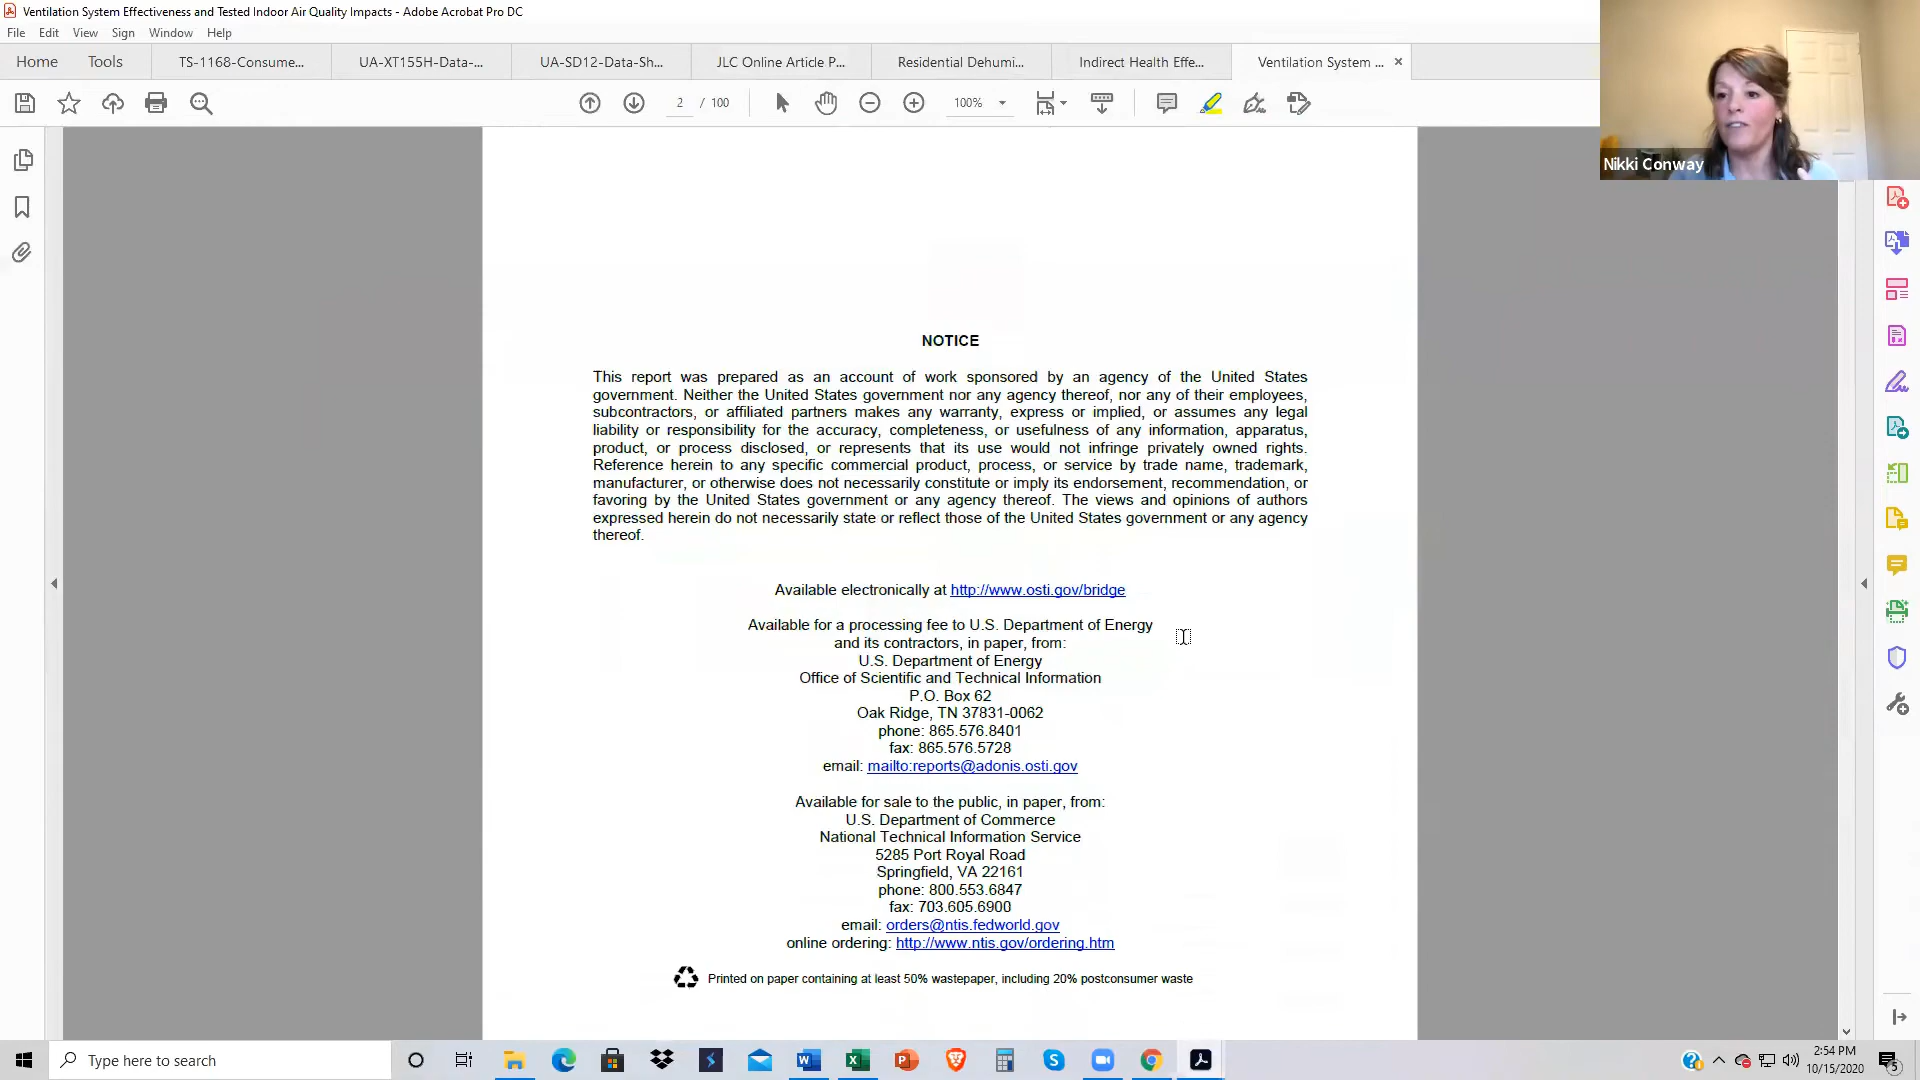 Ventilation System Effectiveness and Tested Indoor Air Quality Impacts - Adobe Acrobat Pro DC
File Edit View Sign Window Help
Home Tools TS-1168-Consume... UA-XT155H-Data-... UA-SD12-Data-Sh... JLC Online Article P... Residential Dehumi... Indirect Health Effe... Ventilation System ... ×
2 / 100 100%
Nikki Conway
NOTICE
This report was prepared as an account of work sponsored by an agency of the United States
government. Neither the United States government nor any agency thereof, nor any of their employees,
subcontractors, or affiliated partners makes any warranty, express or implied, or assumes any legal
liability or responsibility for the accuracy, completeness, or usefulness of any information, apparatus,
product, or process disclosed, or represents that its use would not infringe privately owned rights.
Reference herein to any specific commercial product, process, or service by trade name, trademark,
manufacturer, or otherwise does not necessarily constitute or imply its endorsement, recommendation, or
favoring by the United States government or any agency thereof. The views and opinions of authors
expressed herein do not necessarily state or reflect those of the United States government or any agency
thereof.
Available electronically at http://www.osti.gov/bridge
Available for a processing fee to U.S. Department of Energy
and its contractors, in paper, from:
U.S. Department of Energy
Office of Scientific and Technical Information
P.O. Box 62
Oak Ridge, TN 37831-0062
phone: 865.576.8401
fax: 865.576.5728
email: mailto:reports@adonis.osti.gov
Available for sale to the public, in paper, from:
U.S. Department of Commerce
National Technical Information Service
5285 Port Royal Road
Springfield, VA 22161
phone: 800.553.6847
fax: 703.605.6900
email: orders@ntis.fedworld.gov
online ordering: http://www.ntis.gov/ordering.htm
Printed on paper containing at least 50% wastepaper, including 20% postconsumer waste
Type here to search
2:54 PM
10/15/2020
5